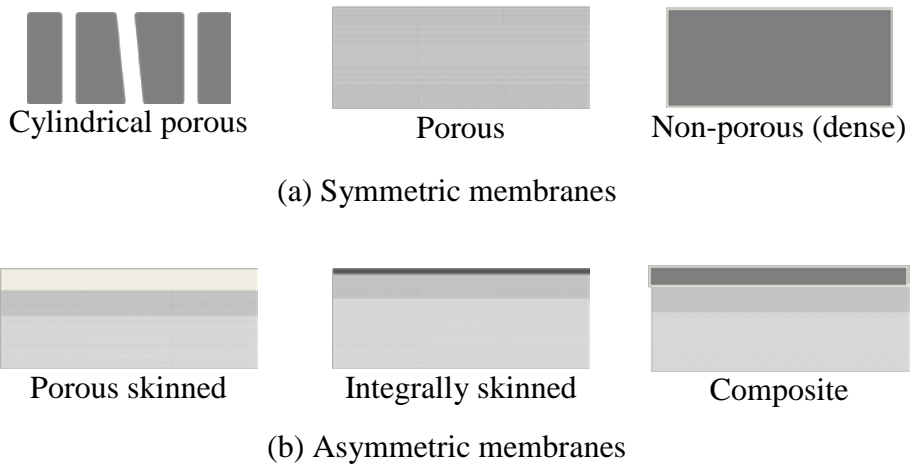 Cylindrical porous
Porous
Non-porous (dense)
(a) Symmetric membranes
Porous skinned
Integrally skinned
Composite
(b) Asymmetric membranes